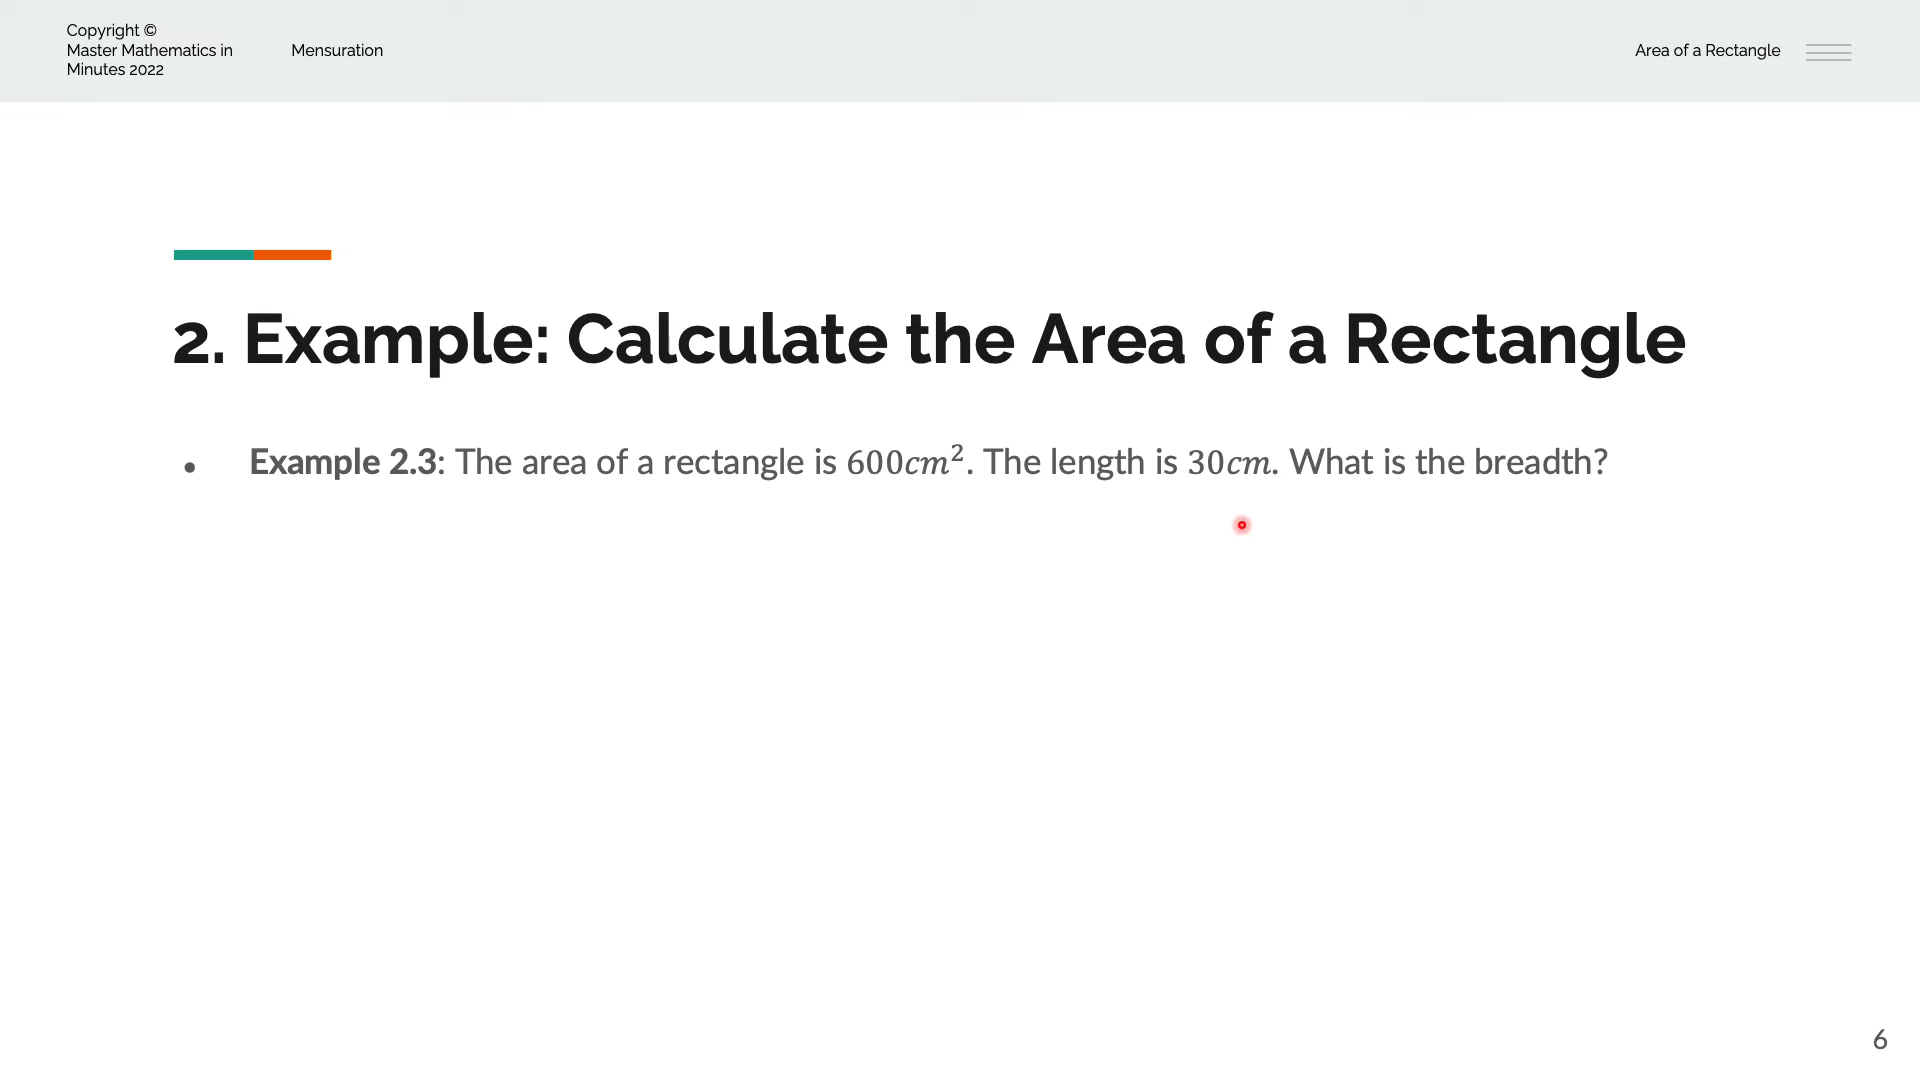 Copyright ©
Master Mathematics in
Minutes 2022
Mensuration
Area of a Rectangle
2. Example: Calculate the Area of a Rectangle
• Example 2.3: The area of a rectangle is 600cm². The length is 30cm. What is the breadth?
6